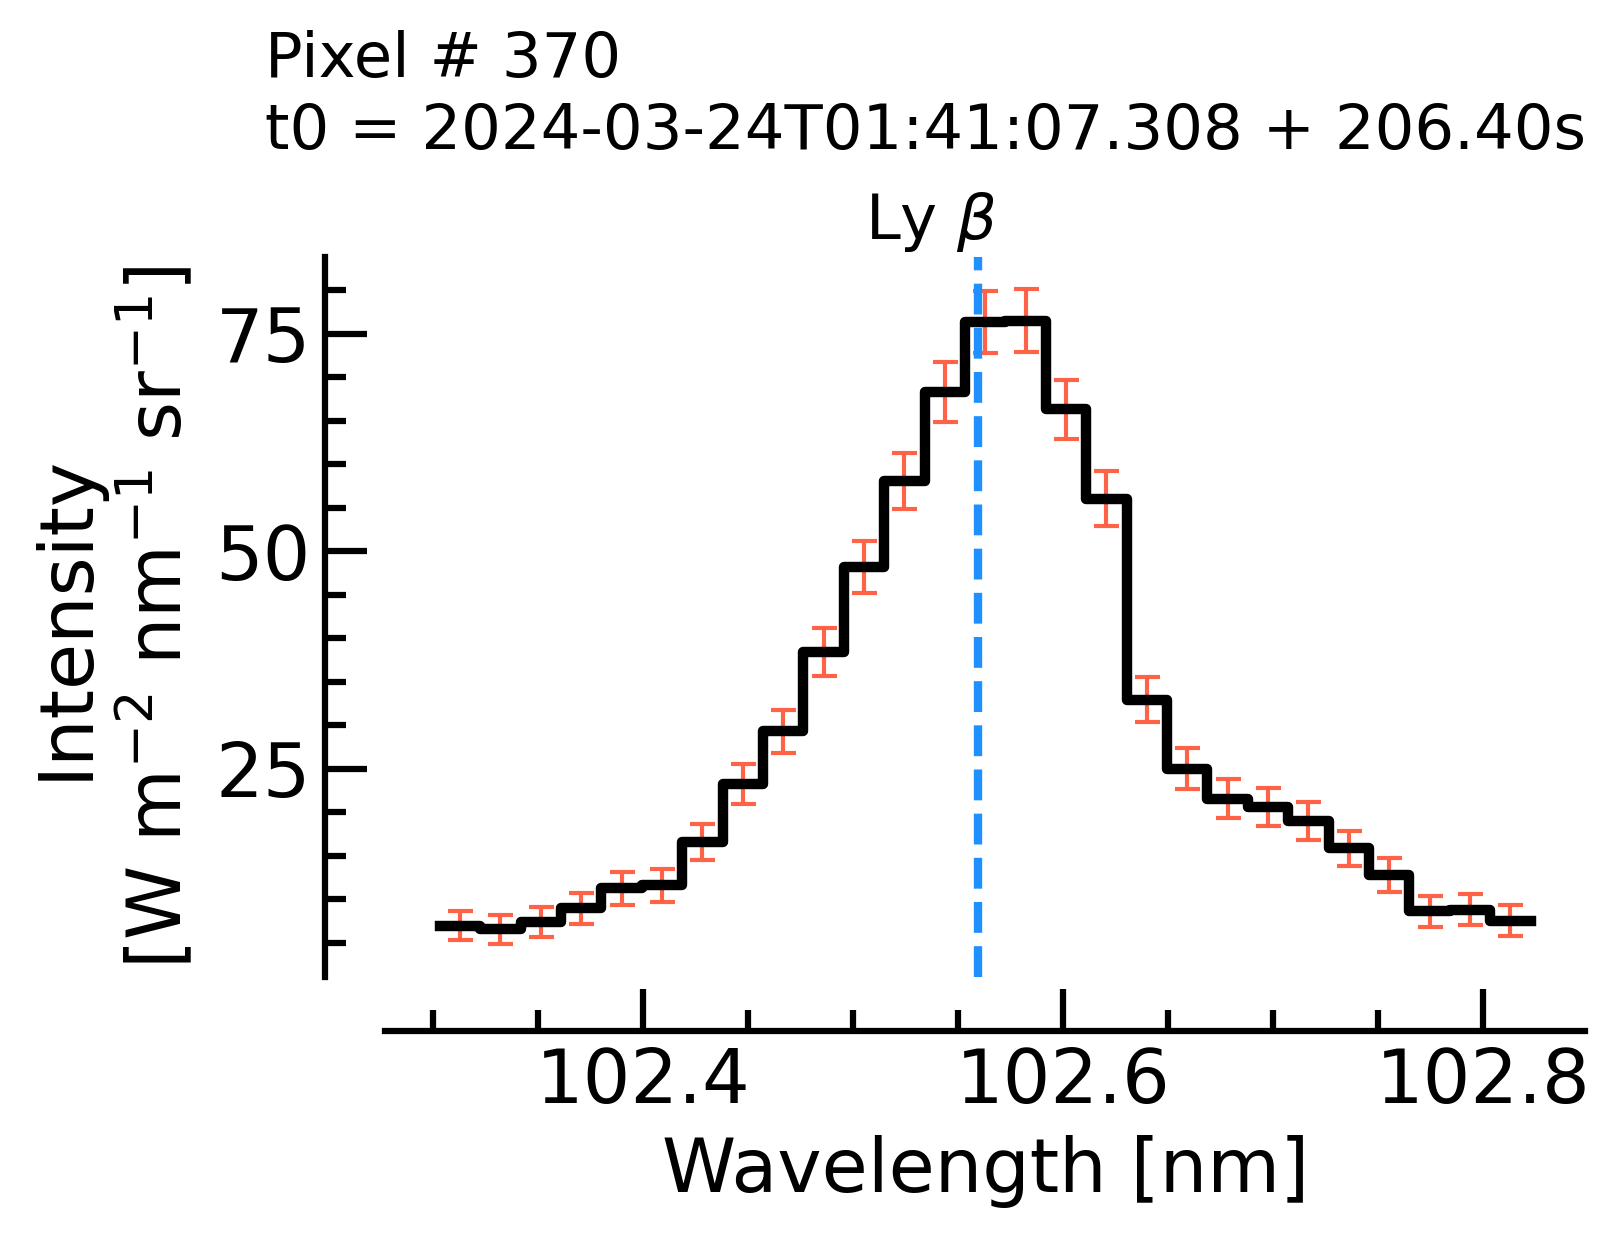 Pixel # 370
t0 = 2024-03-24T01:41:07.308 + 206.40s
Ly β
Intensity
[W m⁻² nm⁻¹ sr⁻¹]
75
50
25
102.4 102.6 102.8
Wavelength [nm]